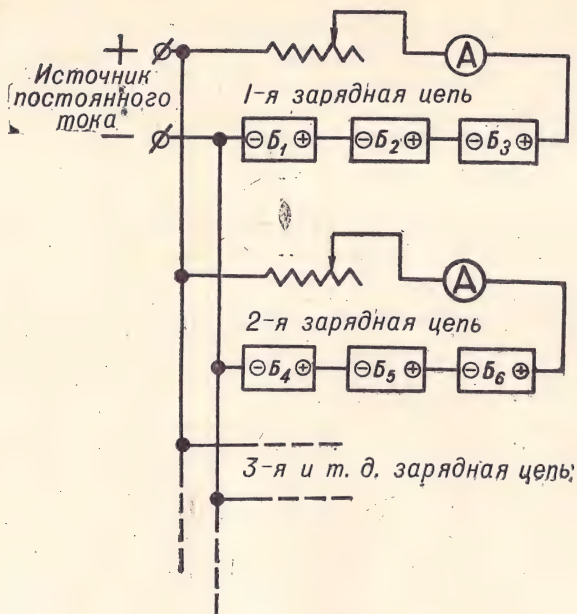 +
Источник
постоянного
тока
−
A
1-я зарядная цепь
⊖Б₁⊕ ⊖Б₂⊕ ⊖Б₃⊕
A
2-я зарядная цепь
⊖Б₄⊕ ⊖Б₅⊕ ⊖Б₆⊕
3-я и т. д. зарядная цепь